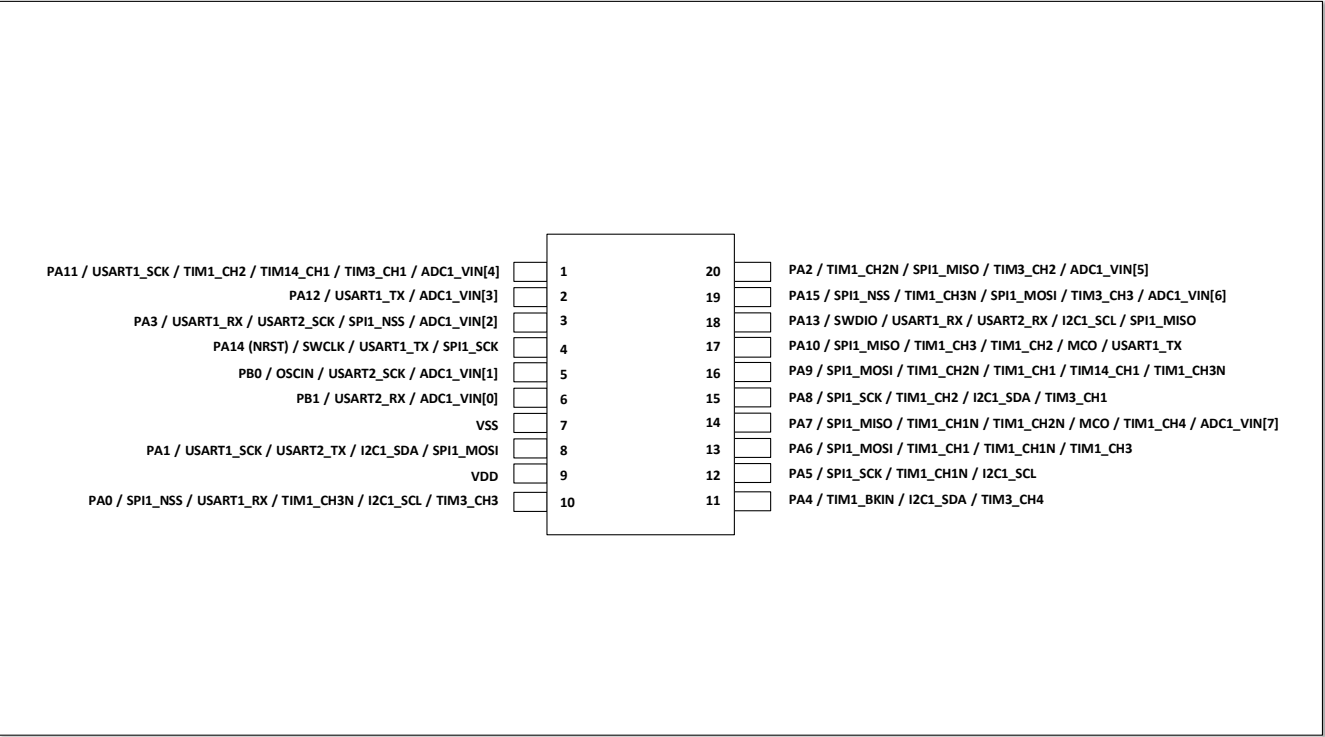 PA11 / USART1_SCK / TIM1_CH2 / TIM14_CH1 / TIM3_CH1 / ADC1_VIN[4] 1 20 PA2 / TIM1_CH2N / SPI1_MISO / TIM3_CH2 / ADC1_VIN[5]
PA12 / USART1_TX / ADC1_VIN[3] 2 19 PA15 / SPI1_NSS / TIM1_CH3N / SPI1_MOSI / TIM3_CH3 / ADC1_VIN[6]
PA3 / USART1_RX / USART2_SCK / SPI1_NSS / ADC1_VIN[2] 3 18 PA13 / SWDIO / USART1_RX / USART2_RX / I2C1_SCL / SPI1_MISO
PA14 (NRST) / SWCLK / USART1_TX / SPI1_SCK 4 17 PA10 / SPI1_MISO / TIM1_CH3 / TIM1_CH2 / MCO / USART1_TX
PB0 / OSCIN / USART2_SCK / ADC1_VIN[1] 5 16 PA9 / SPI1_MOSI / TIM1_CH2N / TIM1_CH1 / TIM14_CH1 / TIM1_CH3N
PB1 / USART2_RX / ADC1_VIN[0] 6 15 PA8 / SPI1_SCK / TIM1_CH2 / I2C1_SDA / TIM3_CH1
VSS 7 14 PA7 / SPI1_MISO / TIM1_CH1N / TIM1_CH2N / MCO / TIM1_CH4 / ADC1_VIN[7]
PA1 / USART1_SCK / USART2_TX / I2C1_SDA / SPI1_MOSI 8 13 PA6 / SPI1_MOSI / TIM1_CH1 / TIM1_CH1N / TIM1_CH3
VDD 9 12 PA5 / SPI1_SCK / TIM1_CH1N / I2C1_SCL
PA0 / SPI1_NSS / USART1_RX / TIM1_CH3N / I2C1_SCL / TIM3_CH3 10 11 PA4 / TIM1_BKIN / I2C1_SDA / TIM3_CH4